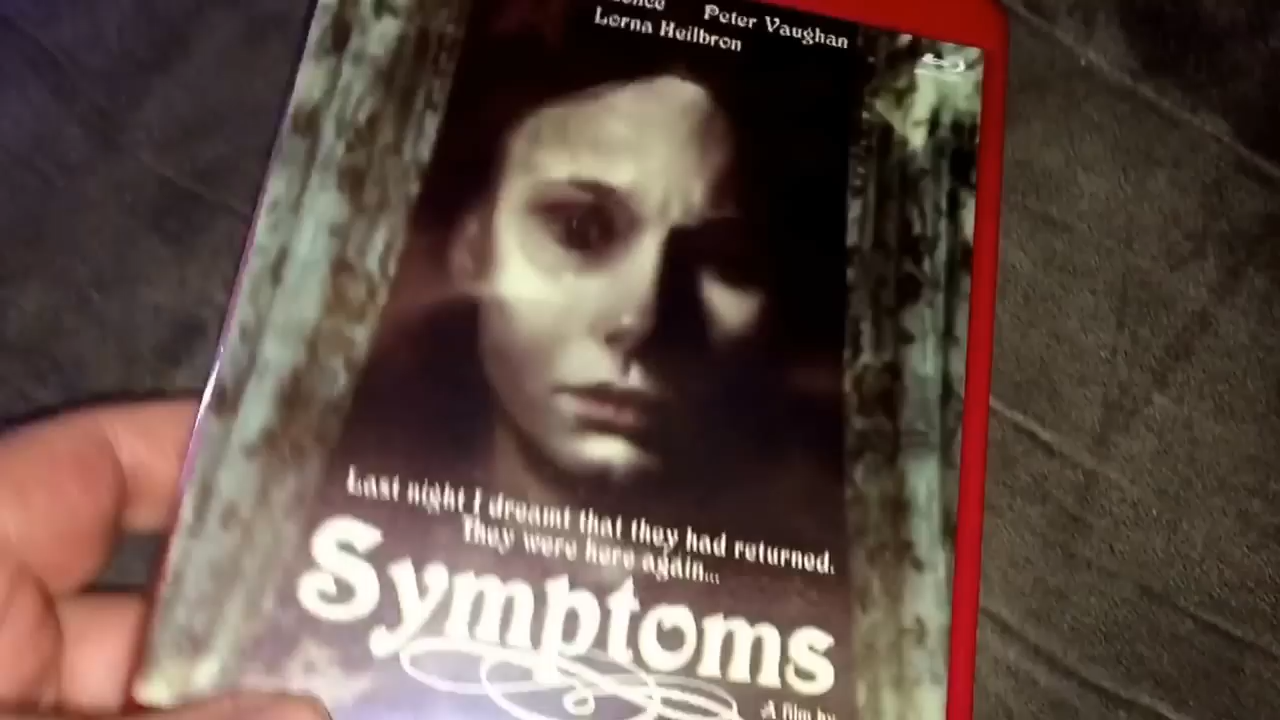 Peter Vaughan
Lorna Heilbron
Last night I dreamt that they had returned.
They were here again...
Symptoms
A film by